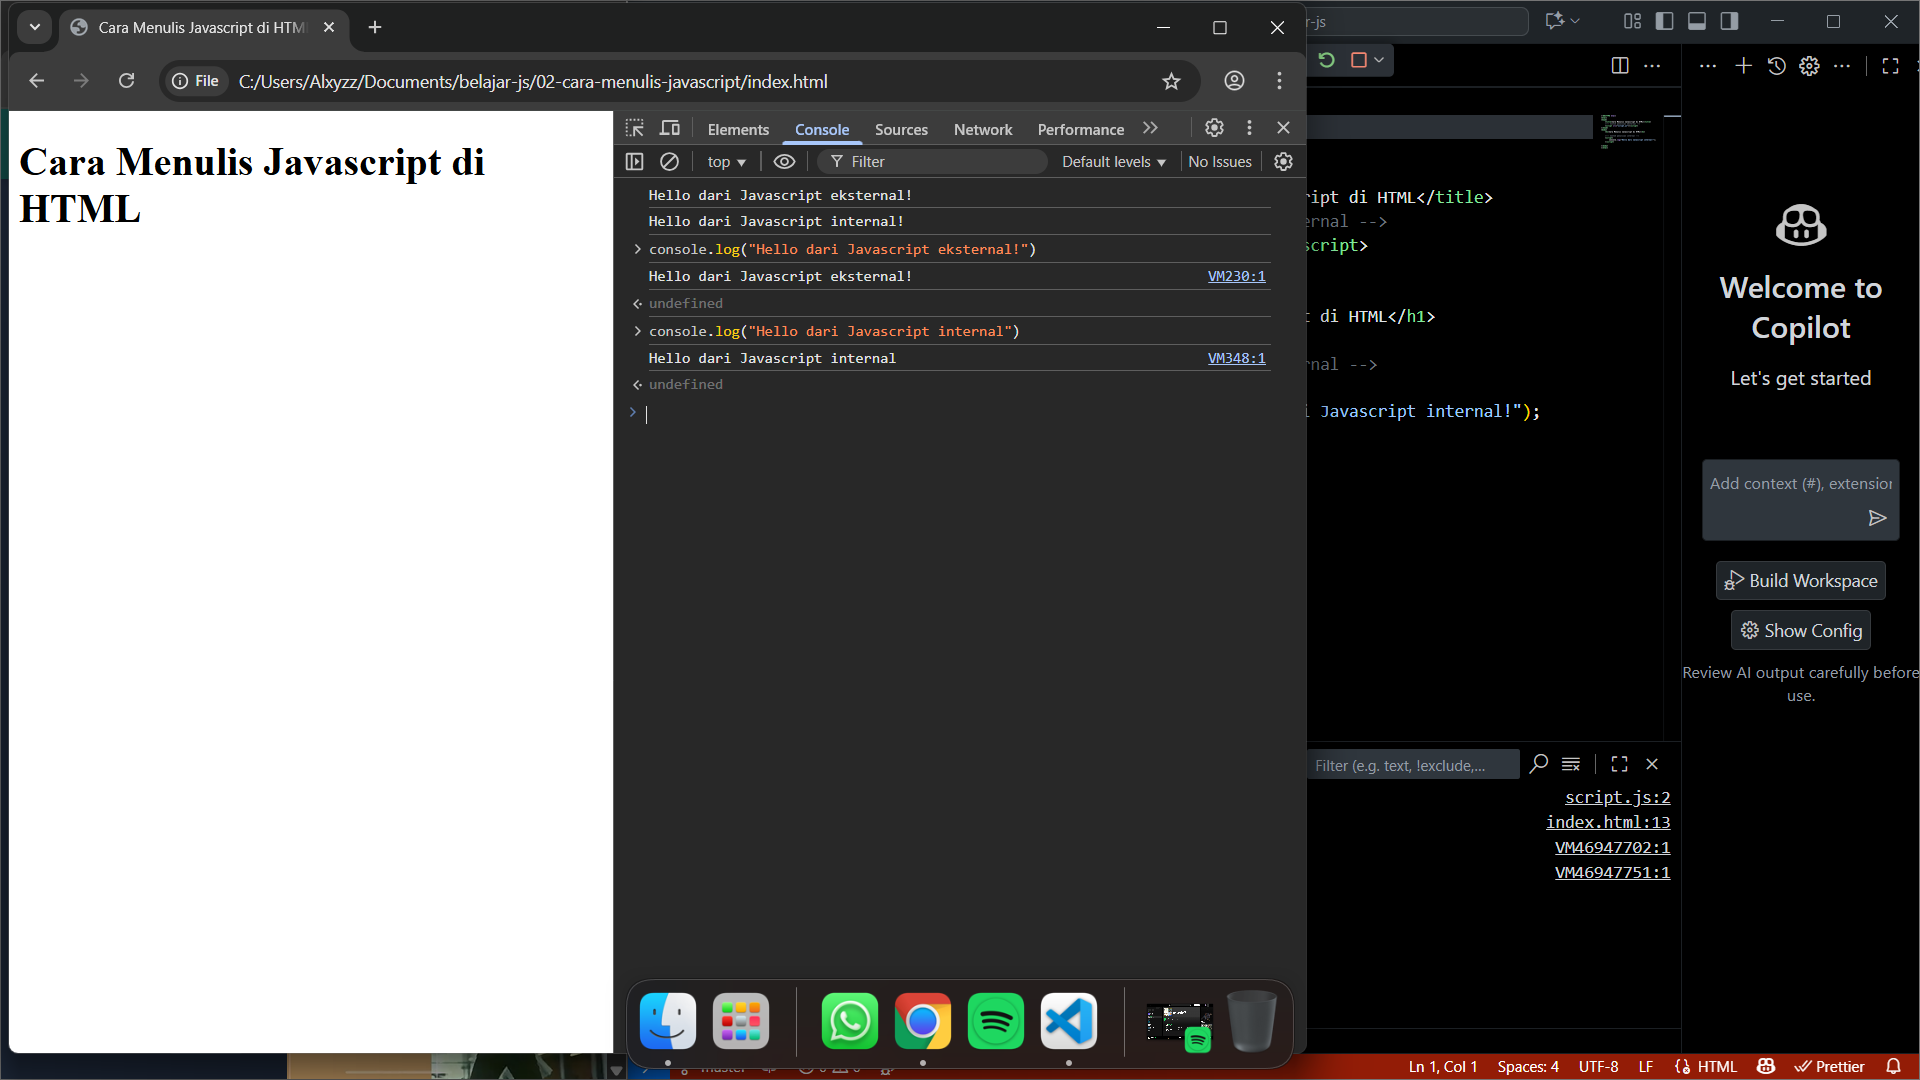 Cara Menulis Javascript di HTM
File
C:/Users/Alxyzz/Documents/belajar-js/02-cara-menulis-javascript/index.html
Cara Menulis Javascript di
HTML
Elements
Console
Sources
Network
Performance
top
Filter
Default levels
No Issues
Hello dari Javascript eksternal!
Hello dari Javascript internal!
console.log("Hello dari Javascript eksternal!")
Hello dari Javascript eksternal!
VM230:1
undefined
console.log("Hello dari Javascript internal")
Hello dari Javascript internal
VM348:1
undefined
r-js
ript di HTML</title>
ernal -->
script>
t di HTML</h1>
rnal -->
i Javascript internal!");
Welcome to
Copilot
Let's get started
Add context (#), extension
Build Workspace
Show Config
Review AI output carefully before
use.
Filter (e.g. text, !exclude,...
script.js:2
index.html:13
VM46947702:1
VM46947751:1
Ln 1, Col 1
Spaces: 4
UTF-8
LF
HTML
Prettier